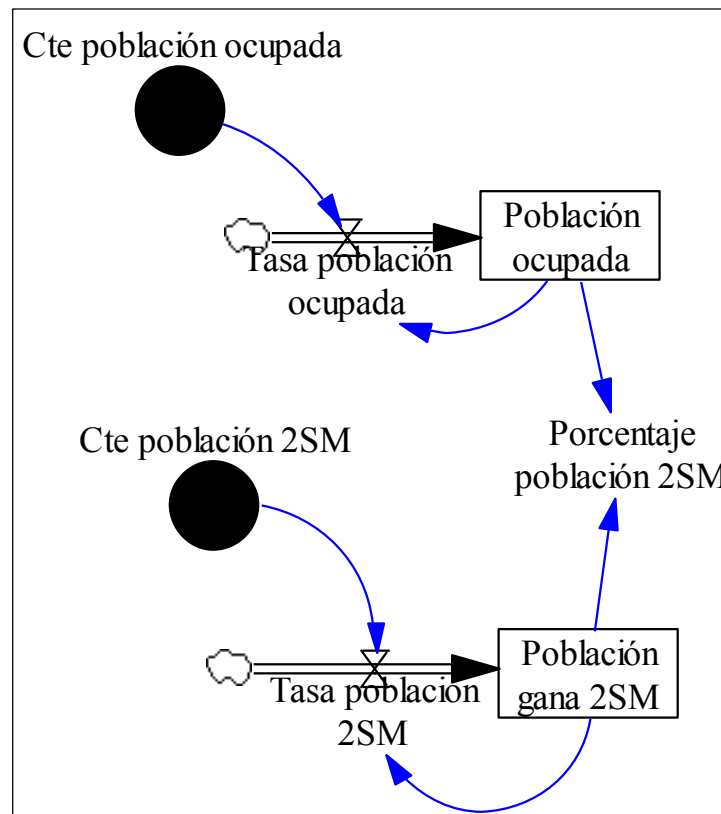 Cte población ocupada
Población
ocupada
Tasa población
ocupada
Porcentaje
población 2SM
Cte población 2SM
Población
gana 2SM
Tasa población
2SM